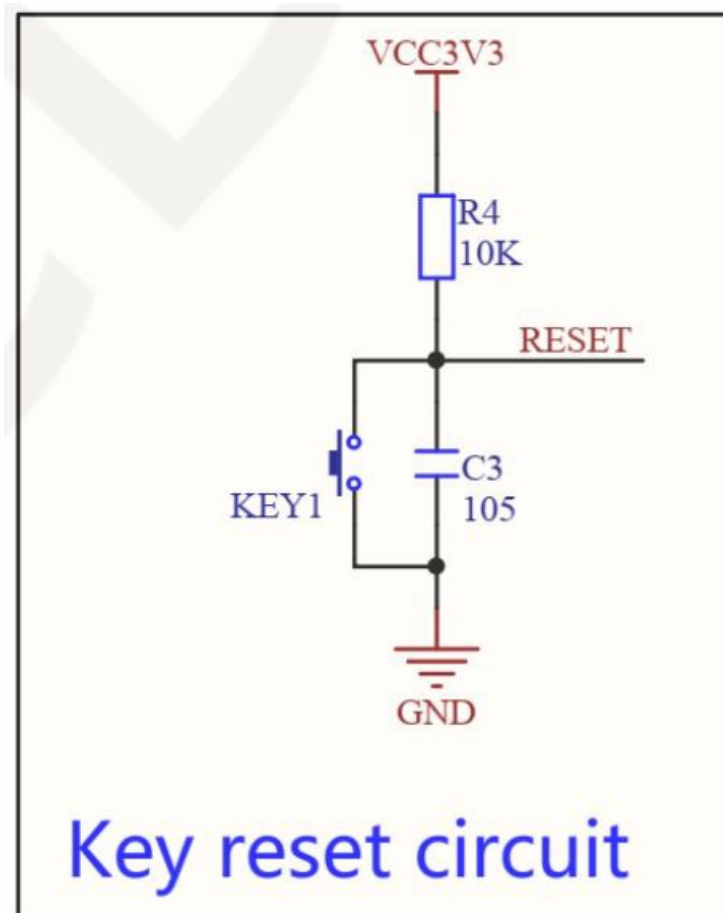 VCC3V3
R4
10K
RESET
KEY1
C3
105
GND
Key reset circuit